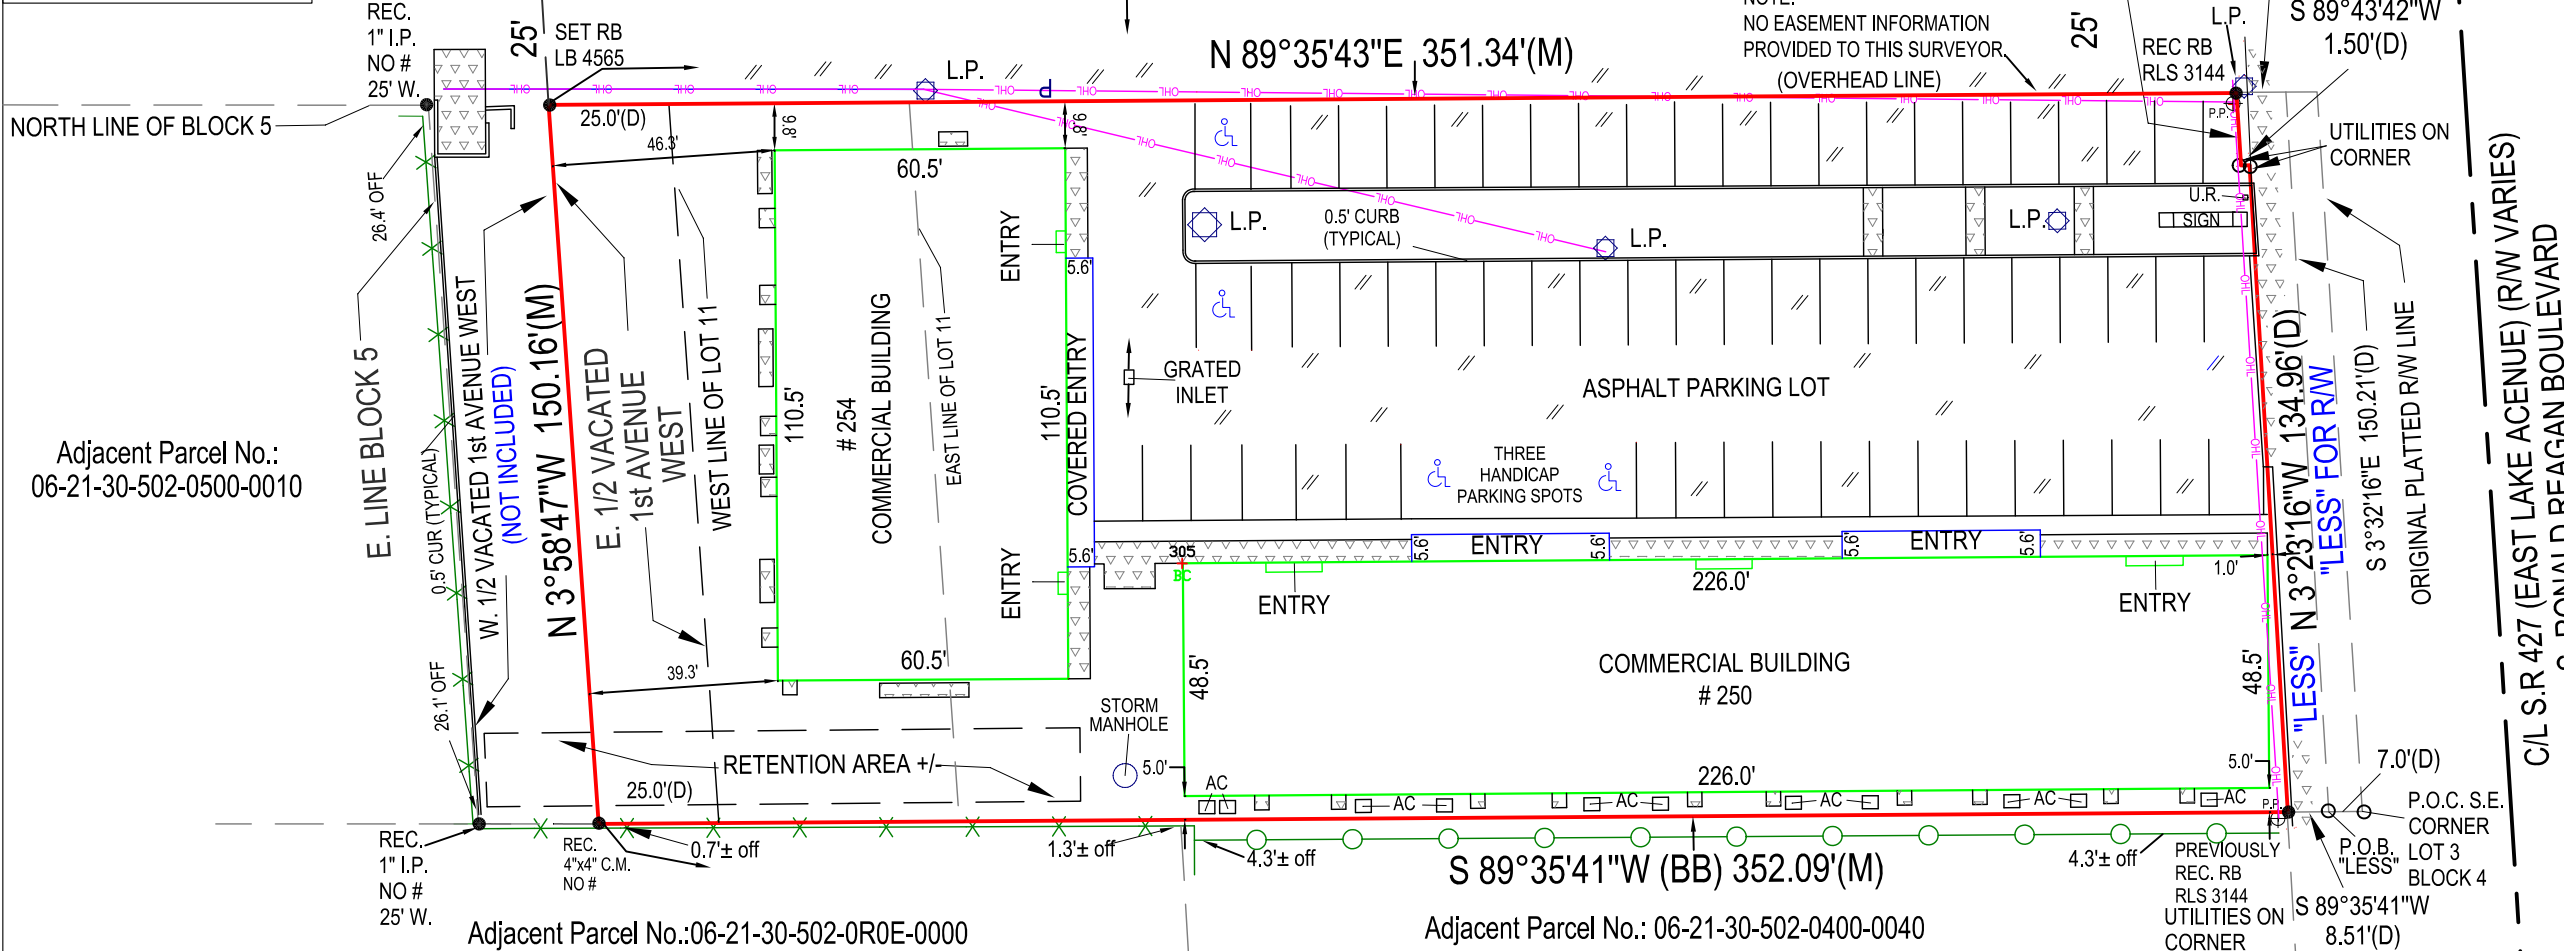 REC.
1" I.P.
NO #
25' W.
25'
SET RB
LB 4565
N 89°35'43"E 351.34'(M)
NO EASEMENT INFORMATION
PROVIDED TO THIS SURVEYOR
(OVERHEAD LINE)
25'
L.P.
REC RB
RLS 3144
S 89°43'42"W
1.50'(D)
NORTH LINE OF BLOCK 5
25.0'(D)
46.3'
9.8'
9.8'
L.P.
P
OHL
P.P.
UTILITIES ON
CORNER
26.4' OFF
60.5'
ENTRY
5.6'
L.P.
0.5' CURB
(TYPICAL)
L.P.
L.P.
U.R.
SIGN
E. LINE BLOCK 5
W. 1/2 VACATED 1st AVENUE WEST
(NOT INCLUDED)
N 3°58'47"W 150.16'(M)
E. 1/2 VACATED
1st AVENUE
WEST
WEST LINE OF LOT 11
110.5'
COMMERCIAL BUILDING
# 254
EAST LINE OF LOT 11
110.5'
COVERED ENTRY
GRATED
INLET
ASPHALT PARKING LOT
THREE
HANDICAP
PARKING SPOTS
N 3°23'16"W 134.96'(D)
"LESS" FOR R/W
"LESS"
S 3°32'16"E 150.21'(D)
ORIGINAL PLATTED R/W LINE
C/L S.R 427 (EAST LAKE ACENUE) (R/W VARIES)
RONALD REAGAN BOULEVARD
Adjacent Parcel No.:
06-21-30-502-0500-0010
0.5' CUR (TYPICAL)
26.1' OFF
ENTRY
5.6'
305
BC
5.6'
ENTRY
5.6'
5.6'
ENTRY
5.6'
1.0'
ENTRY
226.0'
ENTRY
39.3'
60.5'
48.5'
COMMERCIAL BUILDING
# 250
48.5'
STORM
MANHOLE
RETENTION AREA +/-
25.0'(D)
5.0'
226.0'
5.0'
AC
AC
AC
AC
AC
AC
P.P.
7.0'(D)
P.O.C. S.E.
CORNER
LOT 3
BLOCK 4
P.O.B.
"LESS"
REC.
1" I.P.
NO #
25' W.
REC.
4"x4" C.M.
NO #
0.7'± off
1.3'± off
4.3'± off
S 89°35'41"W (BB) 352.09'(M)
4.3'± off
PREVIOUSLY
REC. RB
RLS 3144
UTILITIES ON
CORNER
S 89°35'41"W
8.51'(D)
Adjacent Parcel No.:06-21-30-502-0R0E-0000
Adjacent Parcel No.: 06-21-30-502-0400-0040